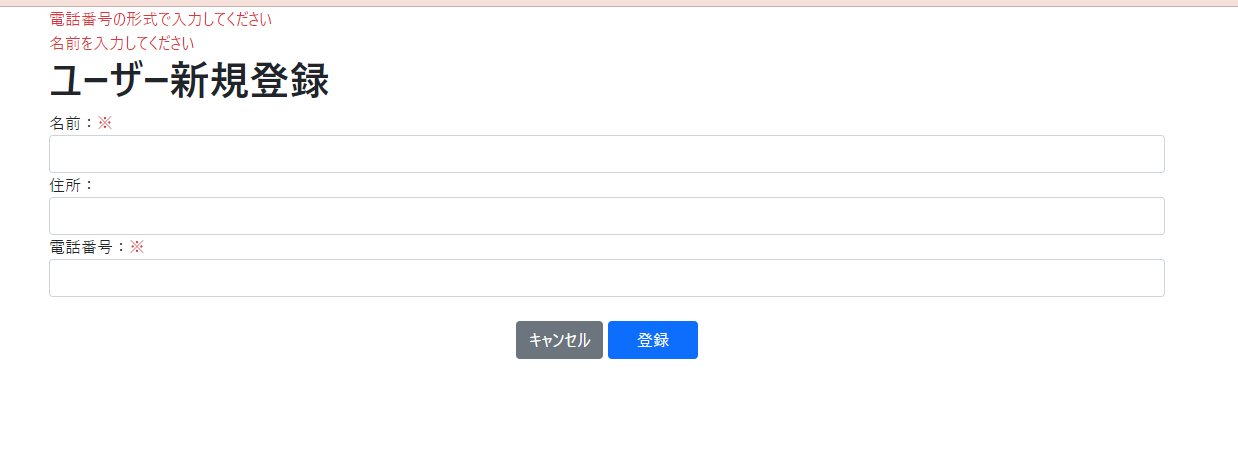 電話番号の形式で入力してください
名前を入力してください
ユーザー新規登録
名前：※
住所：
電話番号：※
キャンセル 登録